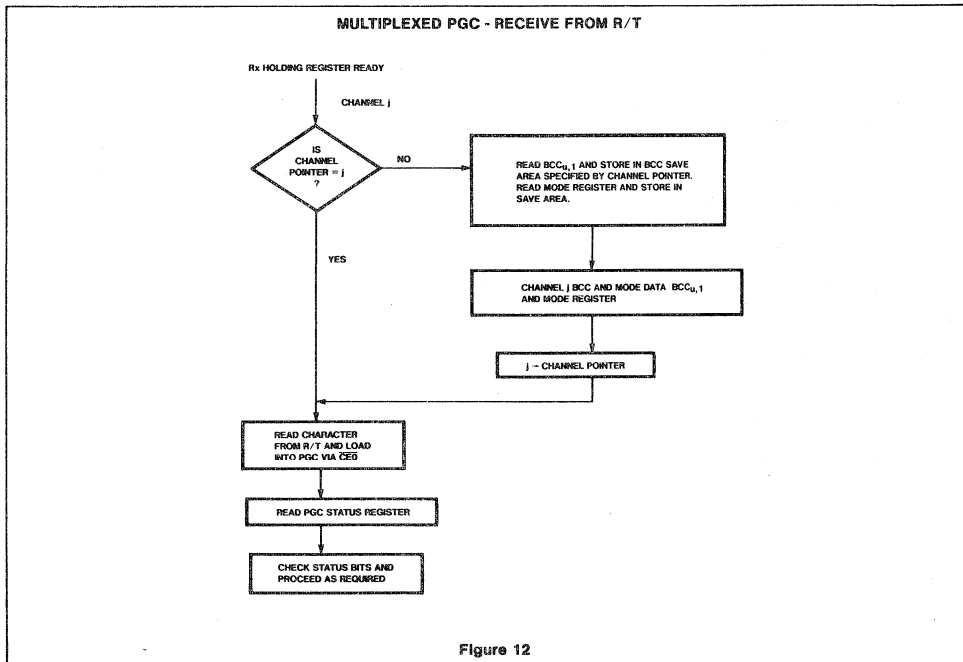 MULTIPLEXED PGC - RECEIVE FROM R/T
Rx HOLDING REGISTER READY
CHANNEL j
IS
CHANNEL
POINTER = j
?
NO
READ BCCu,1 AND STORE IN BCC SAVE
AREA SPECIFIED BY CHANNEL POINTER.
READ MODE REGISTER AND STORE IN
SAVE AREA.
YES
CHANNEL j BCC AND MODE DATA BCCu,1
AND MODE REGISTER
j – CHANNEL POINTER
READ CHARACTER
FROM R/T AND LOAD
INTO PGC VIA C̅E̅0̅
READ PGC STATUS REGISTER
CHECK STATUS BITS AND
PROCEED AS REQUIRED
Figure 12